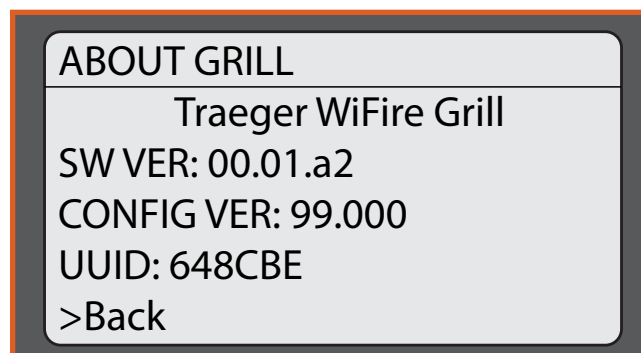 ABOUT GRILL
Traeger WiFire Grill
SW VER: 00.01.a2
CONFIG VER: 99.000
UUID: 648CBE
>Back